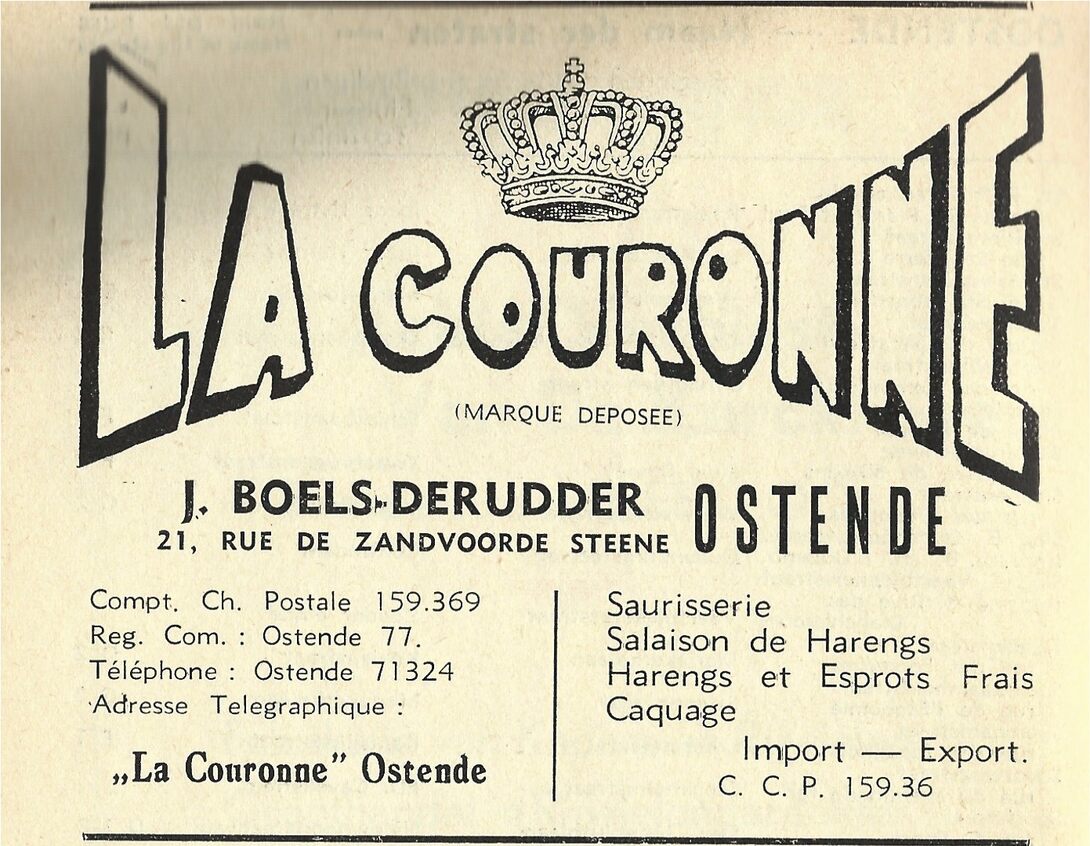 LA COURONNE
(MARQUE DEPOSEE)
J. BOELS-DERUDDER OSTENDE
21, RUE DE ZANDVOORDE STEENE
Compt. Ch. Postale 159.369
Reg. Com. : Ostende 77.
Téléphone : Ostende 71324
Adresse Telegraphique :
„La Couronne” Ostende
Saurisserie
Salaison de Harengs
Harengs et Esprots Frais
Caquage
Import — Export.
C. C. P. 159.36